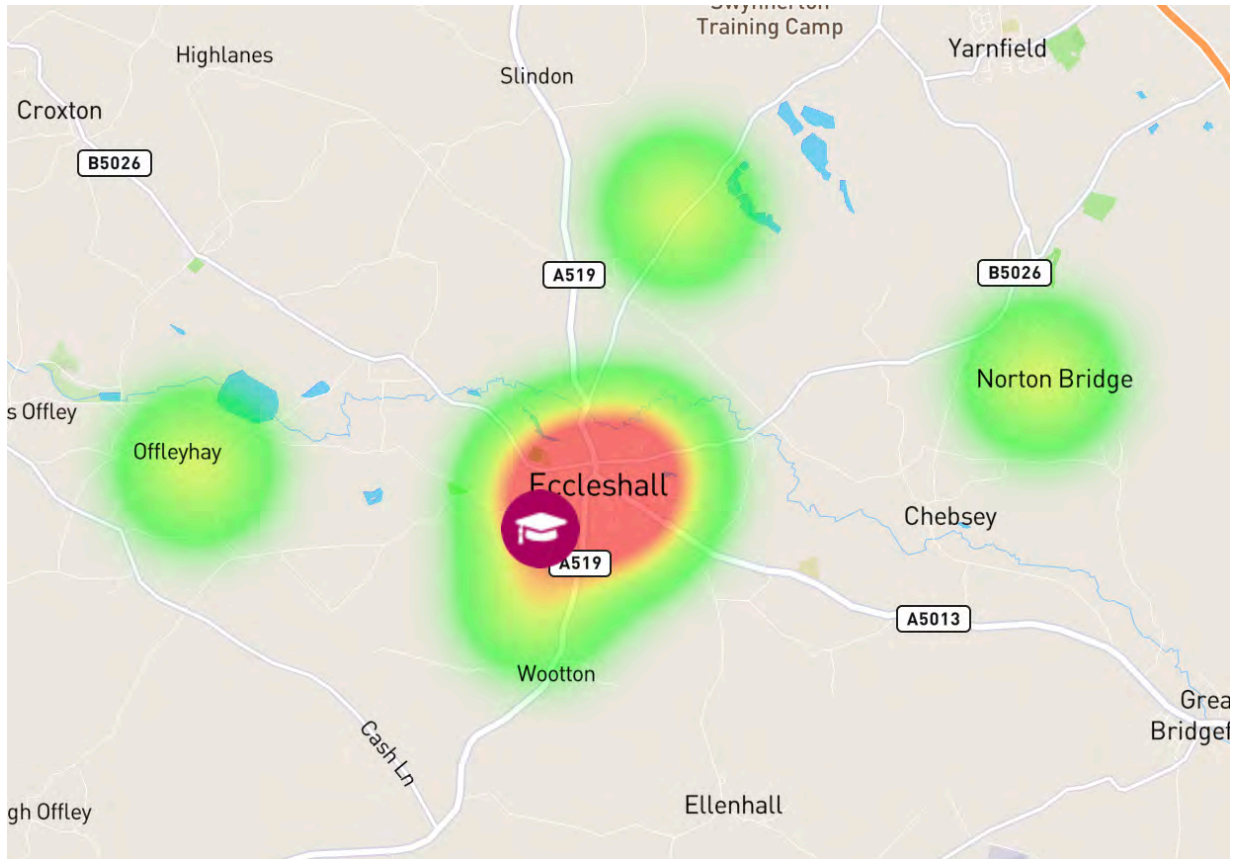 Training Camp
Yarnfield
Highlanes
Slindon
Croxton
B5026
A519
B5026
Norton Bridge
s Offley
Offleyhay
Eccleshall
Chebsey
A519
A5013
Wootton
Grea
Bridgef
Cash Ln
Ellenhall
gh Offley